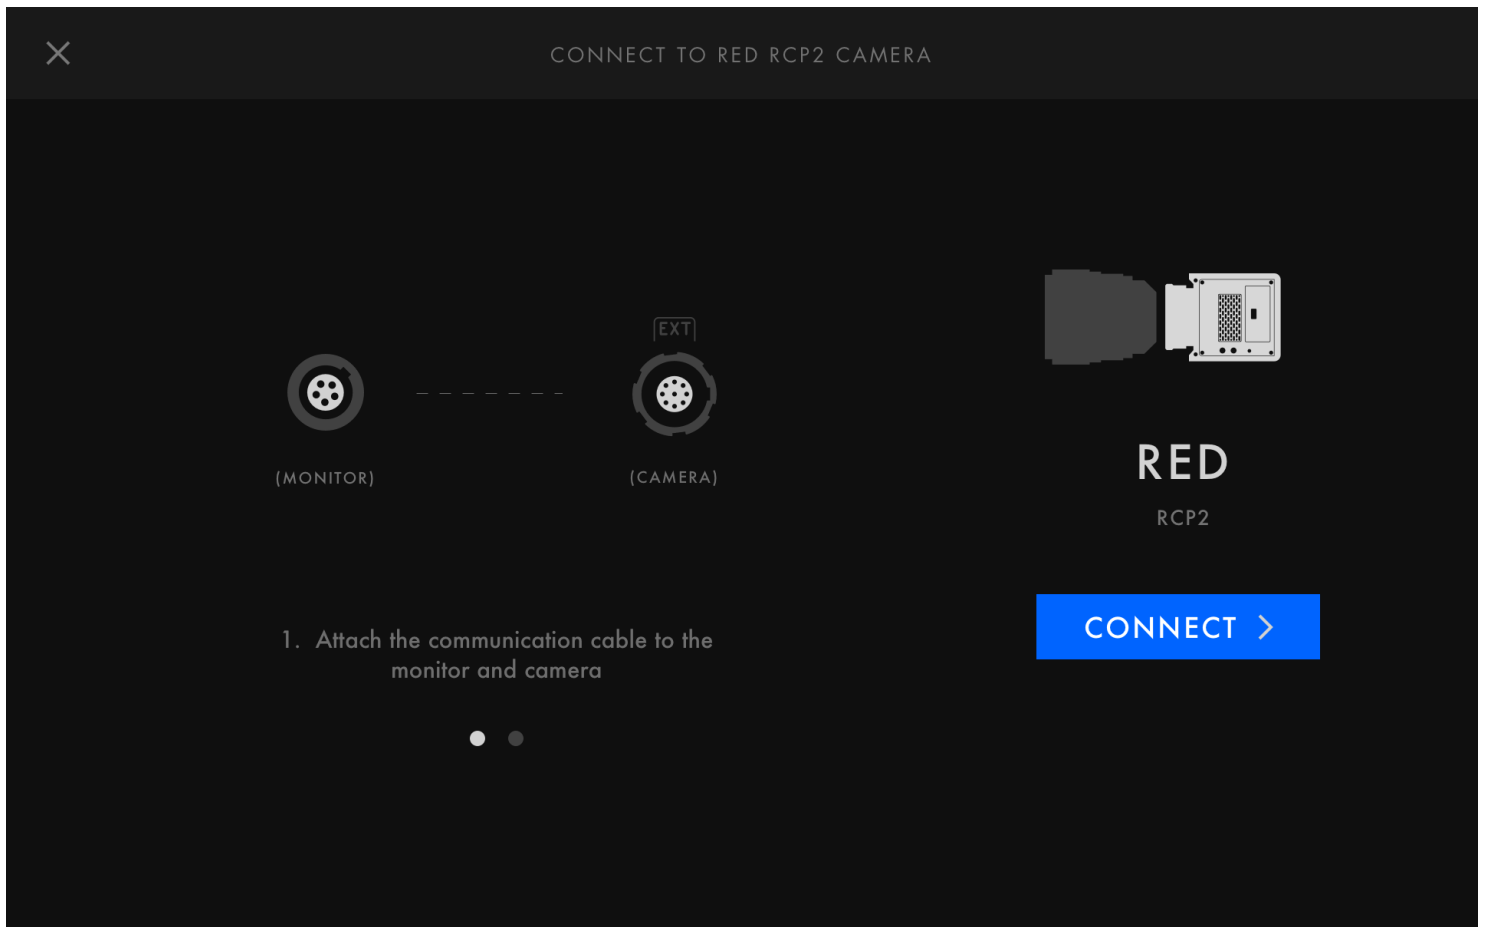 CONNECT TO RED RCP2 CAMERA
EXT
(MONITOR)
(CAMERA)
RED
RCP2
CONNECT
1. Attach the communication cable to the
monitor and camera